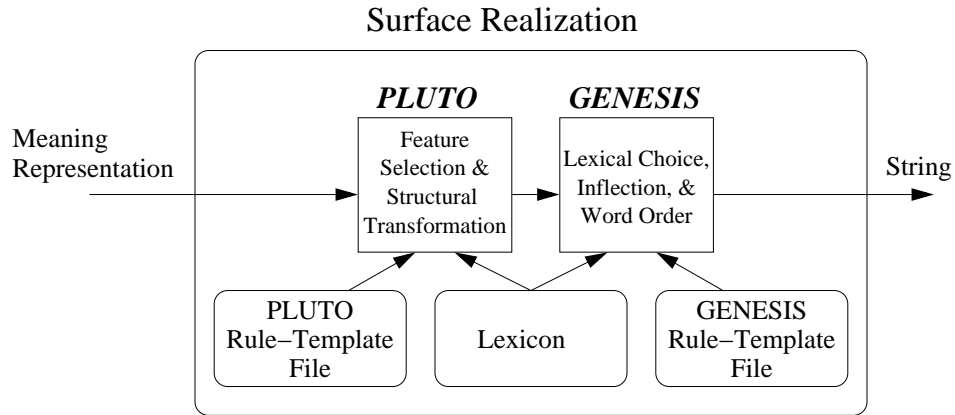 Surface Realization
PLUTO
GENESIS
Meaning
Representation
Feature
Selection &
Structural
Transformation
Lexical Choice,
Inflection, &
Word Order
String
PLUTO
Rule−Template
File
Lexicon
GENESIS
Rule−Template
File